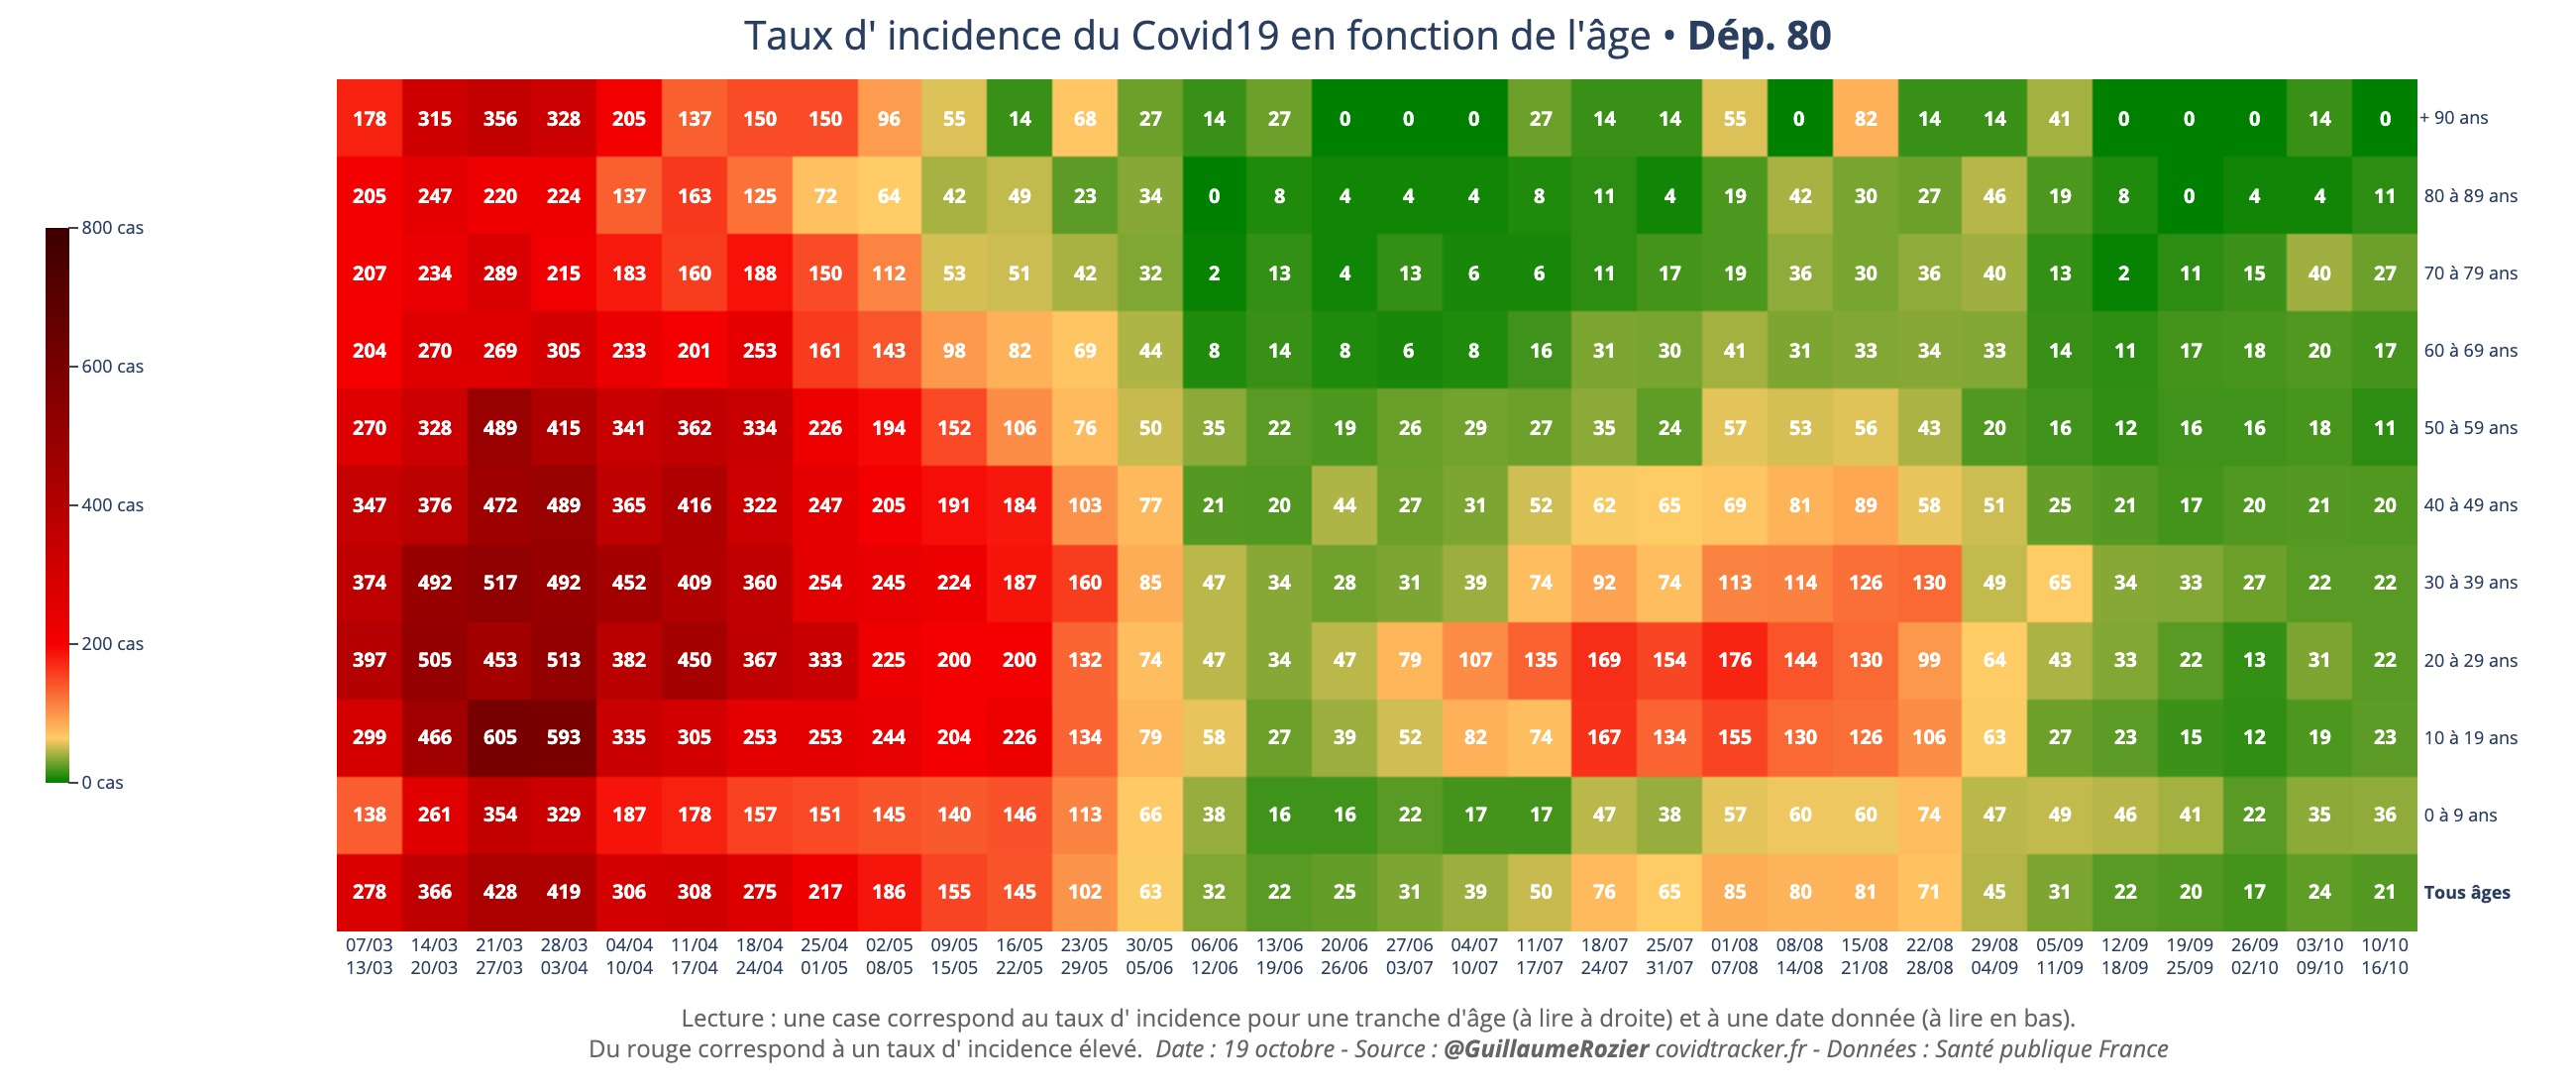 Taux d' incidence du Covid19 en fonction de l'âge • Dép. 80
800 cas
600 cas
400 cas
200 cas
0 cas
178 315 356 328 205 137 150 150 96 55 14 68 27 14 27 0 0 0 27 14 14 55 0 82 14 14 41 0 0 0 14 0 + 90 ans
205 247 220 224 137 163 125 72 64 42 49 23 34 0 8 4 4 4 8 11 4 19 42 30 27 46 19 8 0 4 4 11 80 à 89 ans
207 234 289 215 183 160 188 150 112 53 51 42 32 2 13 4 13 6 6 11 17 19 36 30 36 40 13 2 11 15 40 27 70 à 79 ans
204 270 269 305 233 201 253 161 143 98 82 69 44 8 14 8 6 8 16 31 30 41 31 33 34 33 14 11 17 18 20 17 60 à 69 ans
270 328 489 415 341 362 334 226 194 152 106 76 50 35 22 19 26 29 27 35 24 57 53 56 43 20 16 12 16 16 18 11 50 à 59 ans
347 376 472 489 365 416 322 247 205 191 184 103 77 21 20 44 27 31 52 62 65 69 81 89 58 51 25 21 17 20 21 20 40 à 49 ans
374 492 517 492 452 409 360 254 245 224 187 160 85 47 34 28 31 39 74 92 74 113 114 126 130 49 65 34 33 27 22 22 30 à 39 ans
397 505 453 513 382 450 367 333 225 200 200 132 74 47 34 47 79 107 135 169 154 176 144 130 99 64 43 33 22 13 31 22 20 à 29 ans
299 466 605 593 335 305 253 253 244 204 226 134 79 58 27 39 52 82 74 167 134 155 130 126 106 63 27 23 15 12 19 23 10 à 19 ans
138 261 354 329 187 178 157 151 145 140 146 113 66 38 16 16 22 17 17 47 38 57 60 60 74 47 49 46 41 22 35 36 0 à 9 ans
278 366 428 419 306 308 275 217 186 155 145 102 63 32 22 25 31 39 50 76 65 85 80 81 71 45 31 22 20 17 24 21 Tous âges
07/03 14/03 21/03 28/03 04/04 11/04 18/04 25/04 02/05 09/05 16/05 23/05 30/05 06/06 13/06 20/06 27/06 04/07 11/07 18/07 25/07 01/08 08/08 15/08 22/08 29/08 05/09 12/09 19/09 26/09 03/10 10/10
13/03 20/03 27/03 03/04 10/04 17/04 24/04 01/05 08/05 15/05 22/05 29/05 05/06 12/06 19/06 26/06 03/07 10/07 17/07 24/07 31/07 07/08 14/08 21/08 28/08 04/09 11/09 18/09 25/09 02/10 09/10 16/10
Lecture : une case correspond au taux d' incidence pour une tranche d'âge (à lire à droite) et à une date donnée (à lire en bas).
Du rouge correspond à un taux d' incidence élevé. Date : 19 octobre - Source : @GuillaumeRozier covidtracker.fr - Données : Santé publique France